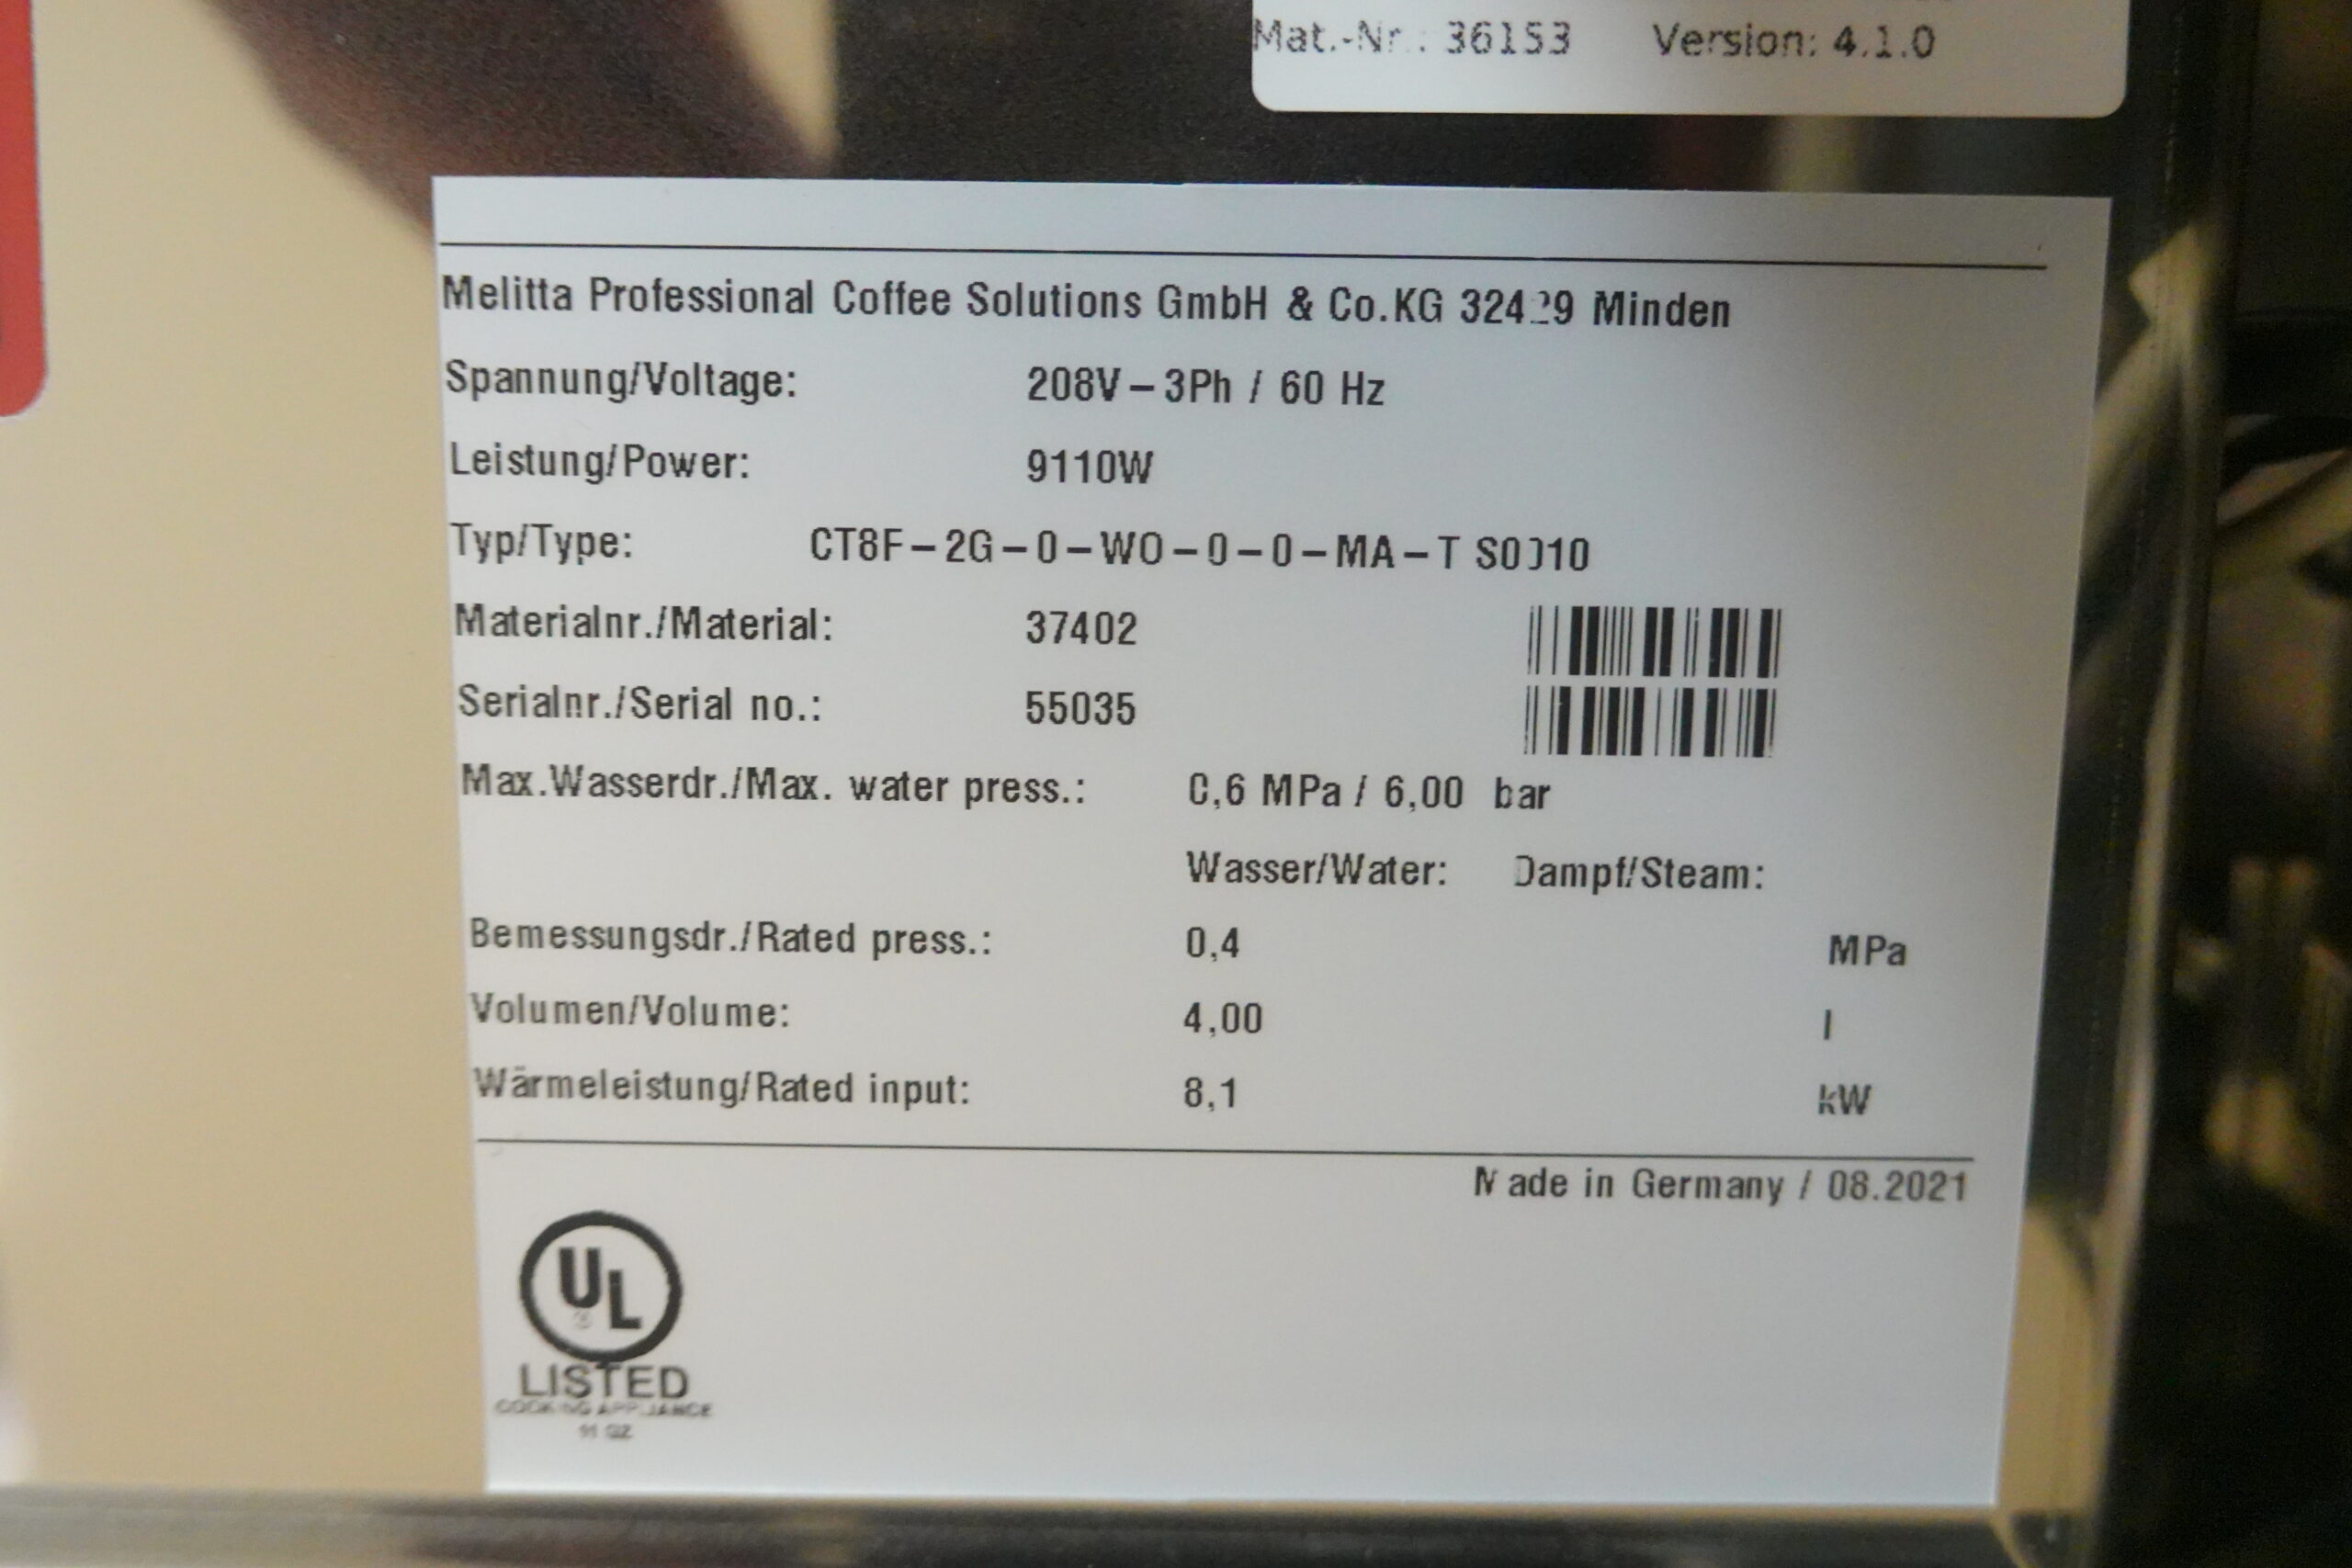 Mat.-Nr.: 36153 Version: 4.1.0
Melitta Professional Coffee Solutions GmbH & Co.KG 32429 Minden
Spannung/Voltage: 208V–3Ph / 60 Hz
Leistung/Power: 9110W
Typ/Type: CT8F–2G–0–WO–0–0–MA–T S0010
Materialnr./Material: 37402
Serialnr./Serial no.: 55035
Max.Wasserdr./Max. water press.: 0,6 MPa / 6,00 bar
Wasser/Water: Dampf/Steam:
Bemessungsdr./Rated press.: 0,4 MPa
Volumen/Volume: 4,00 l
Wärmeleistung/Rated input: 8,1 kW
Made in Germany / 08.2021
UL
LISTED
COOKING APPLIANCE